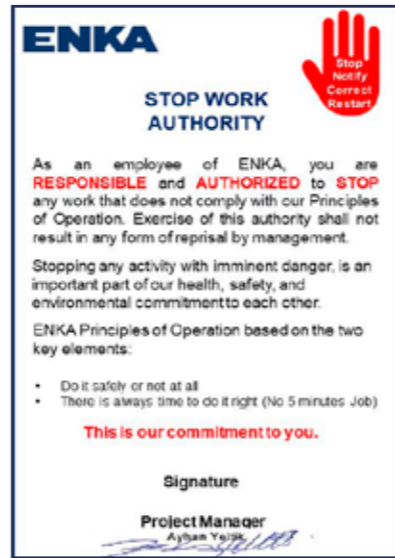 ENKA
Stop
Notify
Correct
Restart
STOP WORK
AUTHORITY
As an employee of ENKA, you are
RESPONSIBLE and AUTHORIZED to STOP
any work that does not comply with our Principles
of Operation. Exercise of this authority shall not
result in any form of reprisal by management.
Stopping any activity with imminent danger, is an
important part of our health, safety, and
environmental commitment to each other.
ENKA Principles of Operation based on the two
key elements:
• Do it safely or not at all
• There is always time to do it right (No 5 minutes Job)
This is our commitment to you.
Signature
Project Manager
Ayhan